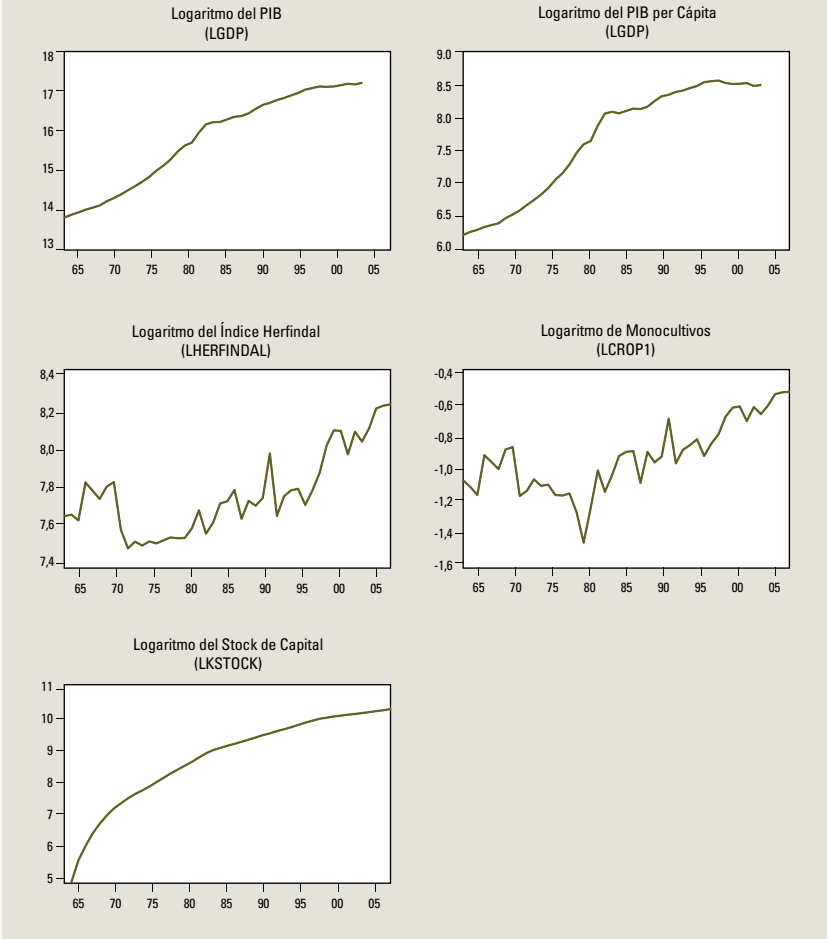 Logaritmo del PIB
(LGDP)
18
17
16
15
14
13
65 70 75 80 85 90 95 00 05
Logaritmo del PIB per Cápita
(LGDP)
9.0
8.5
8.0
7.5
7.0
6.5
6.0
65 70 75 80 85 90 95 00 05
Logaritmo del Índice Herfindal
(LHERFINDAL)
8,4
8,2
8,0
7,8
7,6
7,4
65 70 75 80 85 90 95 00 05
Logaritmo de Monocultivos
(LCROP1)
-0,4
-0,6
-0,8
-1,0
-1,2
-1,4
-1,6
65 70 75 80 85 90 95 00 05
Logaritmo del Stock de Capital
(LKSTOCK)
11
10
9
8
7
6
5
65 70 75 80 85 90 95 00 05